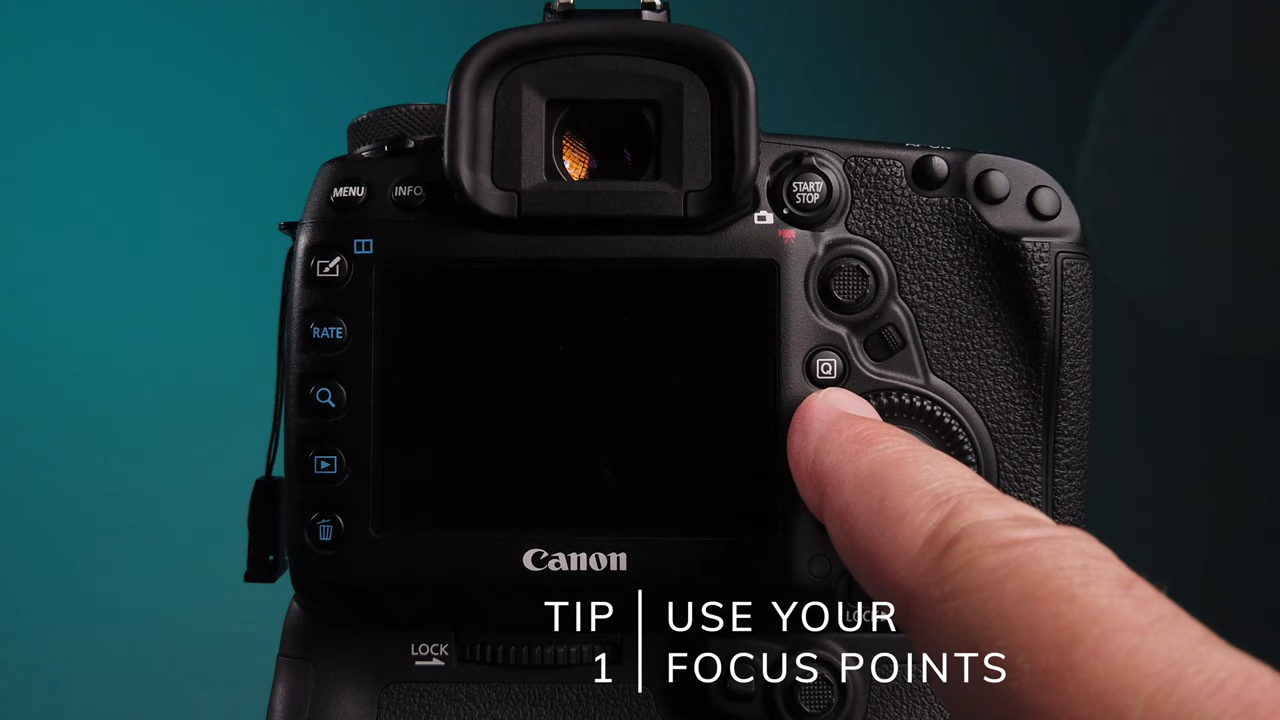 MENU
INFO.
START/
STOP
RATE
Q
Canon
TIP
1
USE YOUR
FOCUS POINTS
LOCK